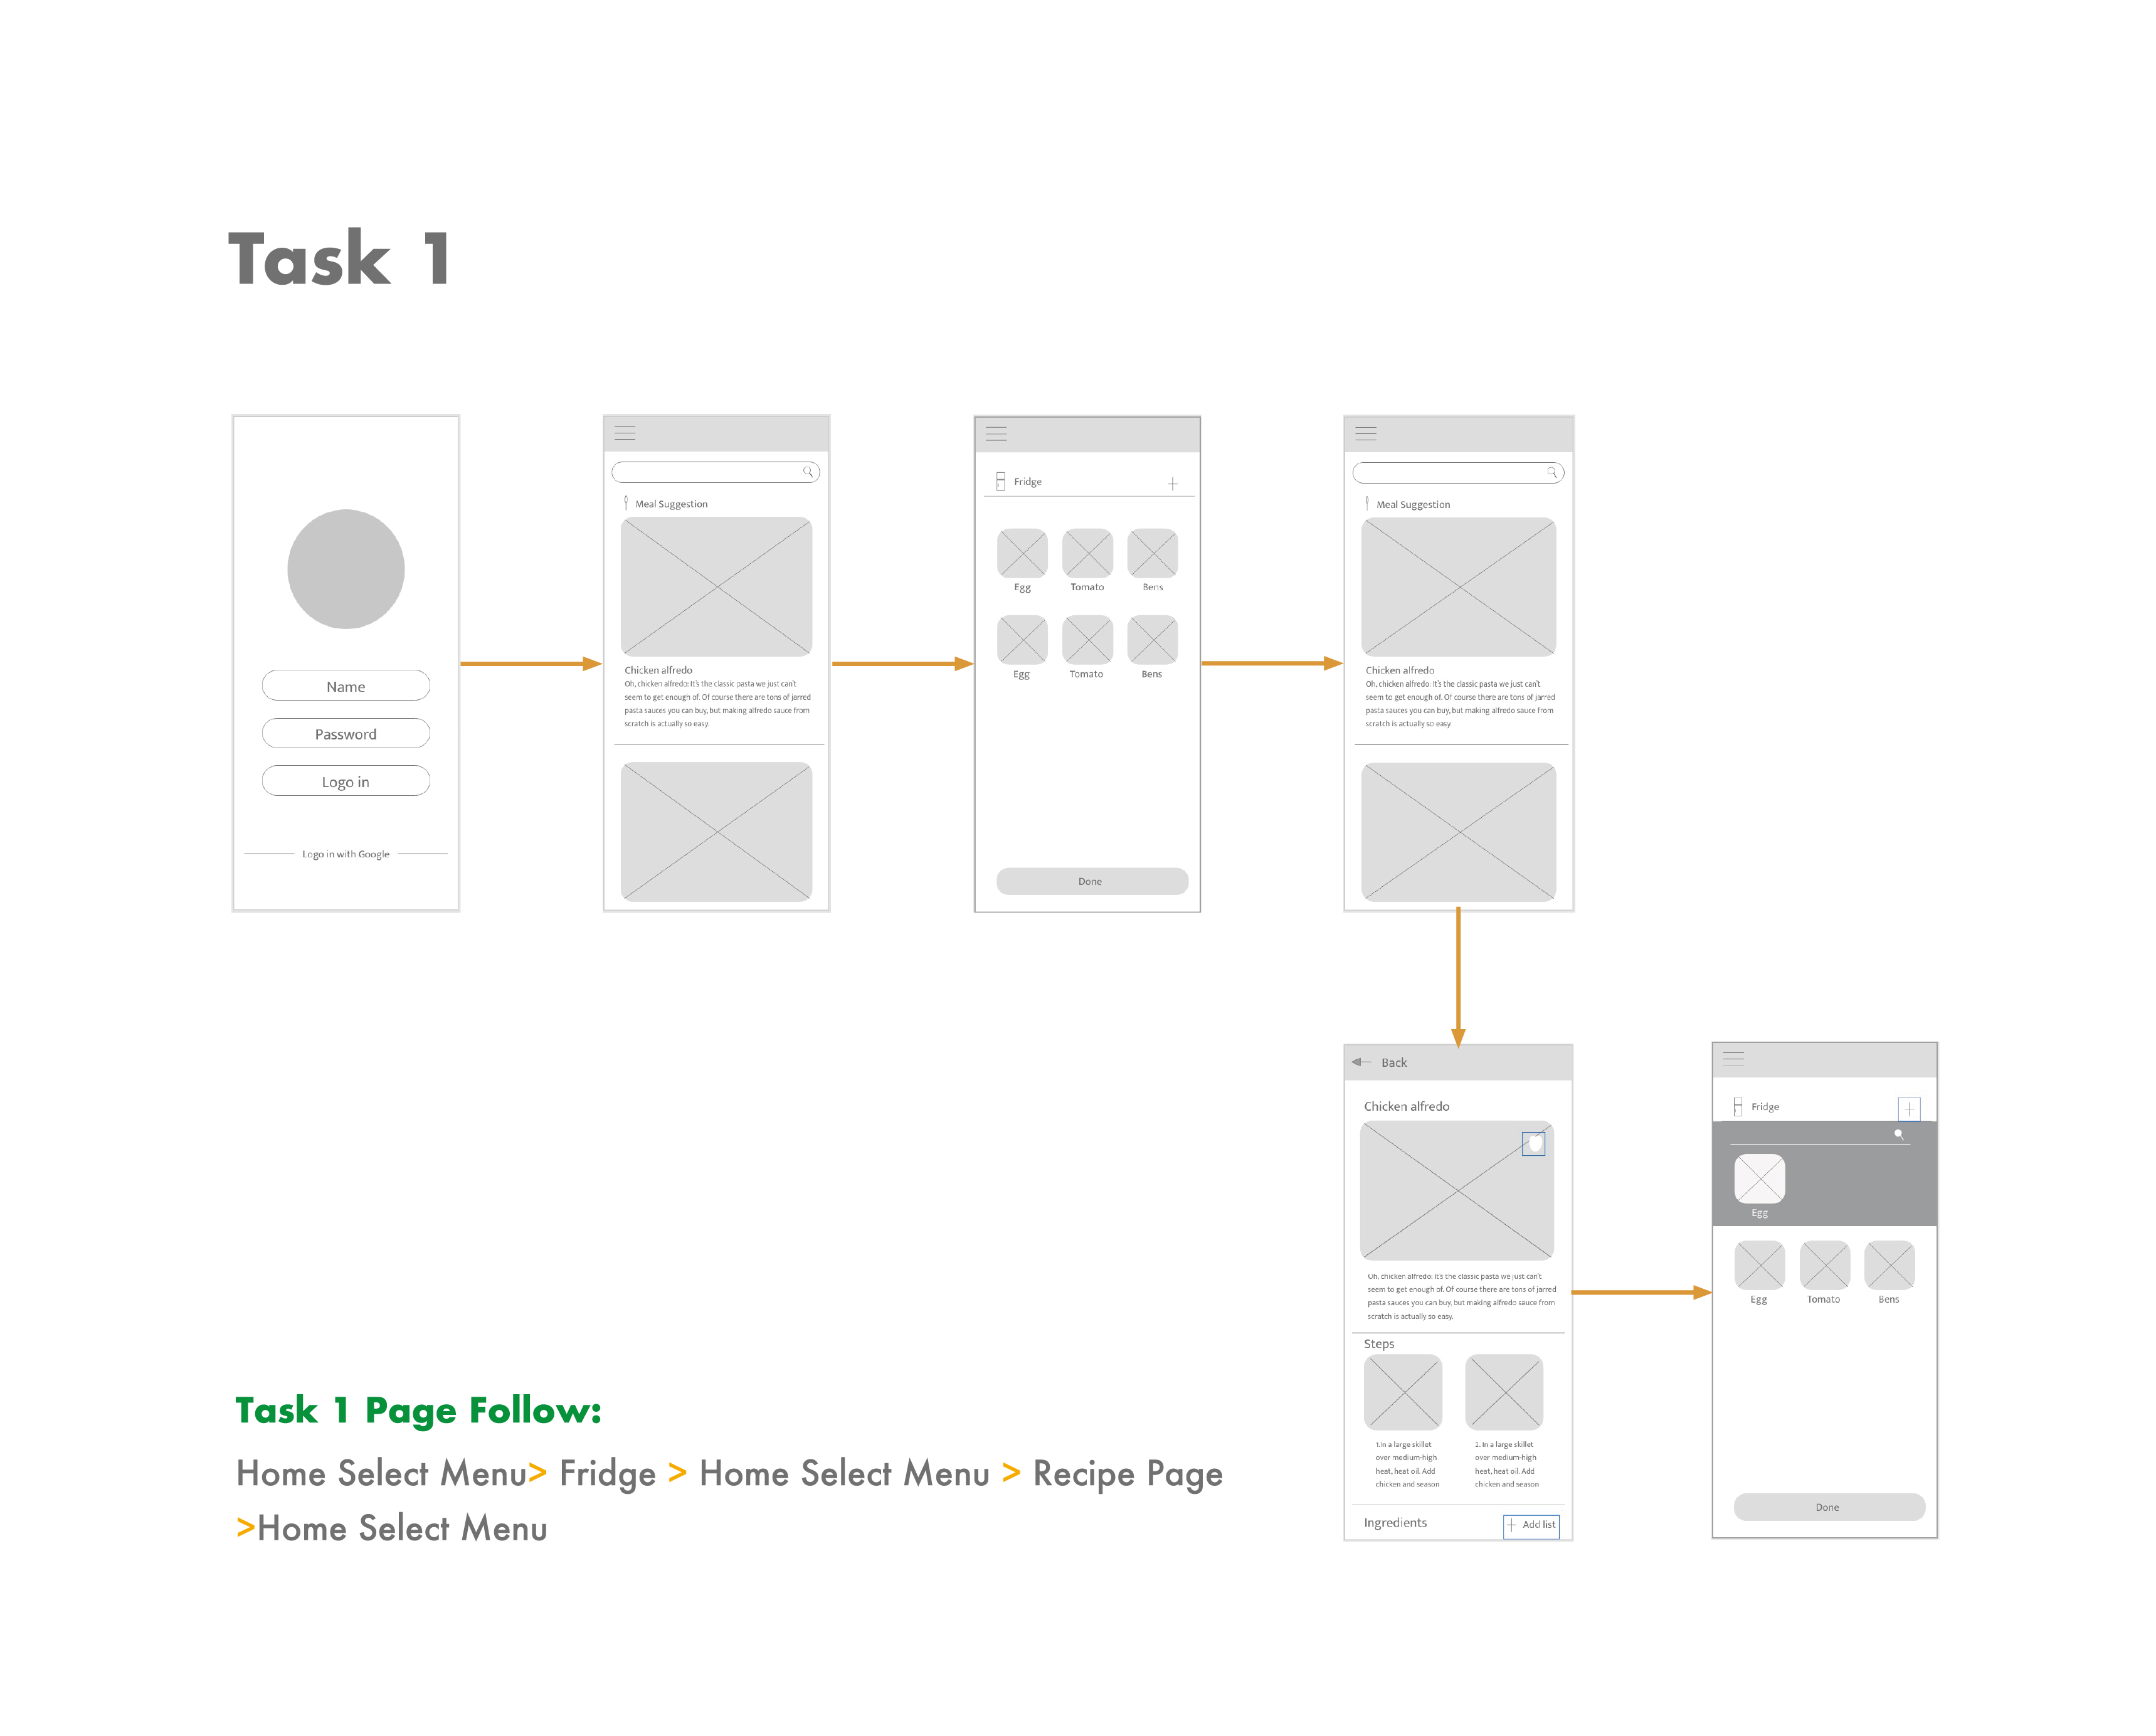 Task 1
Name
Password
Logo in
Logo in with Google
Meal Suggestion
Chicken alfredo
Oh, chicken alfredo: It's the classic pasta we just can't
seem to get enough of. Of course there are tons of jarred
pasta sauces you can buy, but making alfredo sauce from
scratch is actually so easy.
Fridge
Egg Tomato Bens
Egg Tomato Bens
Done
Meal Suggestion
Chicken alfredo
Oh, chicken alfredo: It's the classic pasta we just can't
seem to get enough of. Of course there are tons of jarred
pasta sauces you can buy, but making alfredo sauce from
scratch is actually so easy.
Back
Chicken alfredo
Oh, chicken alfredo: It's the classic pasta we just can't
seem to get enough of. Of course there are tons of jarred
pasta sauces you can buy, but making alfredo sauce from
scratch is actually so easy.
Steps
1.In a large skillet
over medium-high
heat, heat oil. Add
chicken and season
2. In a large skillet
over medium-high
heat, heat oil. Add
chicken and season
Ingredients
+ Add list
Fridge
Egg
Egg Tomato Bens
Done
Task 1 Page Follow:
Home Select Menu> Fridge > Home Select Menu > Recipe Page
>Home Select Menu